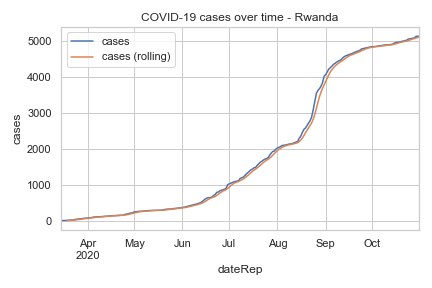 COVID-19 cases over time - Rwanda
cases
cases (rolling)
5000
4000
3000
2000
1000
0
cases
Apr
2020
May
Jun
Jul
Aug
Sep
Oct
dateRep